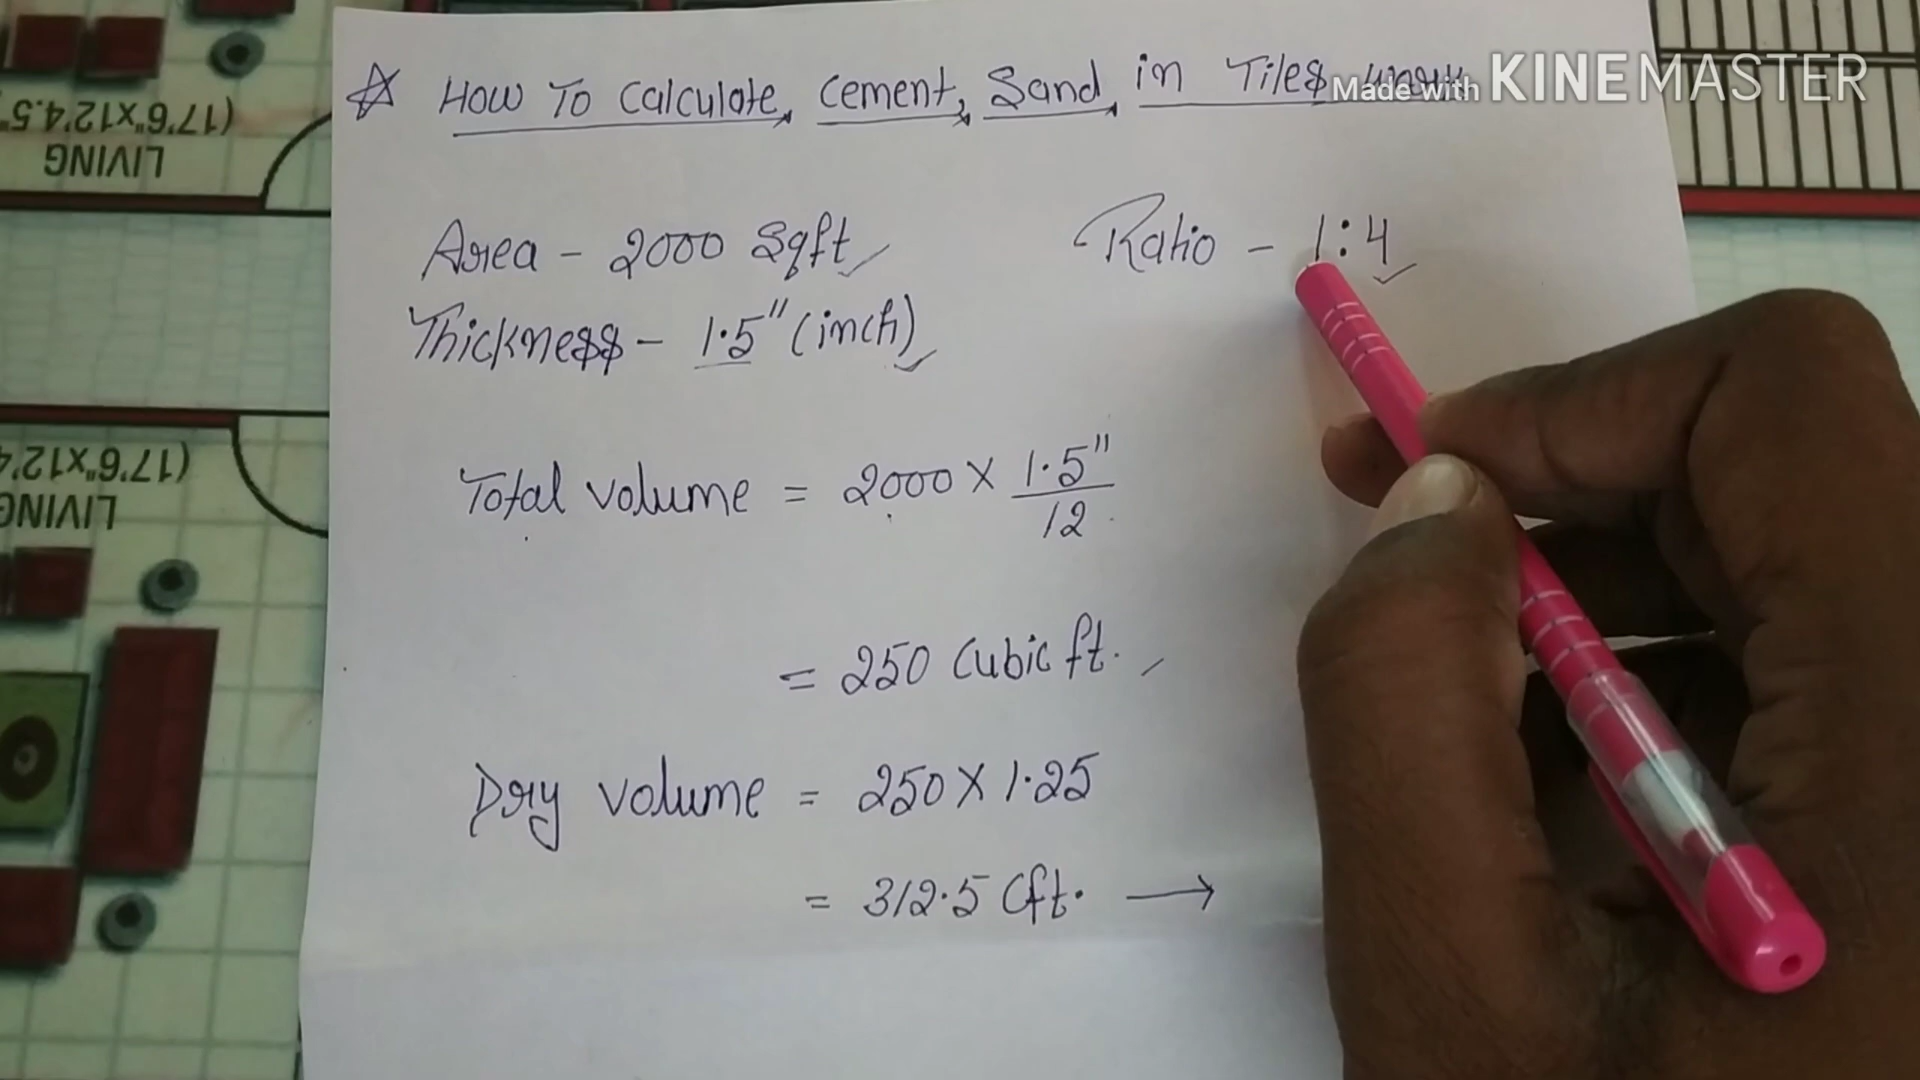 ☆ HOW TO Calculate, Cement, Sand, in Tiles work
Made with KINEMASTER
Area - 2000 Sqft
Ratio - 1:4
Thickness - 1.5" (inch)
Total volume = 2000 X 1.5" / 12
= 250 Cubic ft.
Dry volume = 250 X 1.25
= 312.5 Cft. →
(17'6"X12'4.5"
LIVING
(17'6"X12'4
LIVING